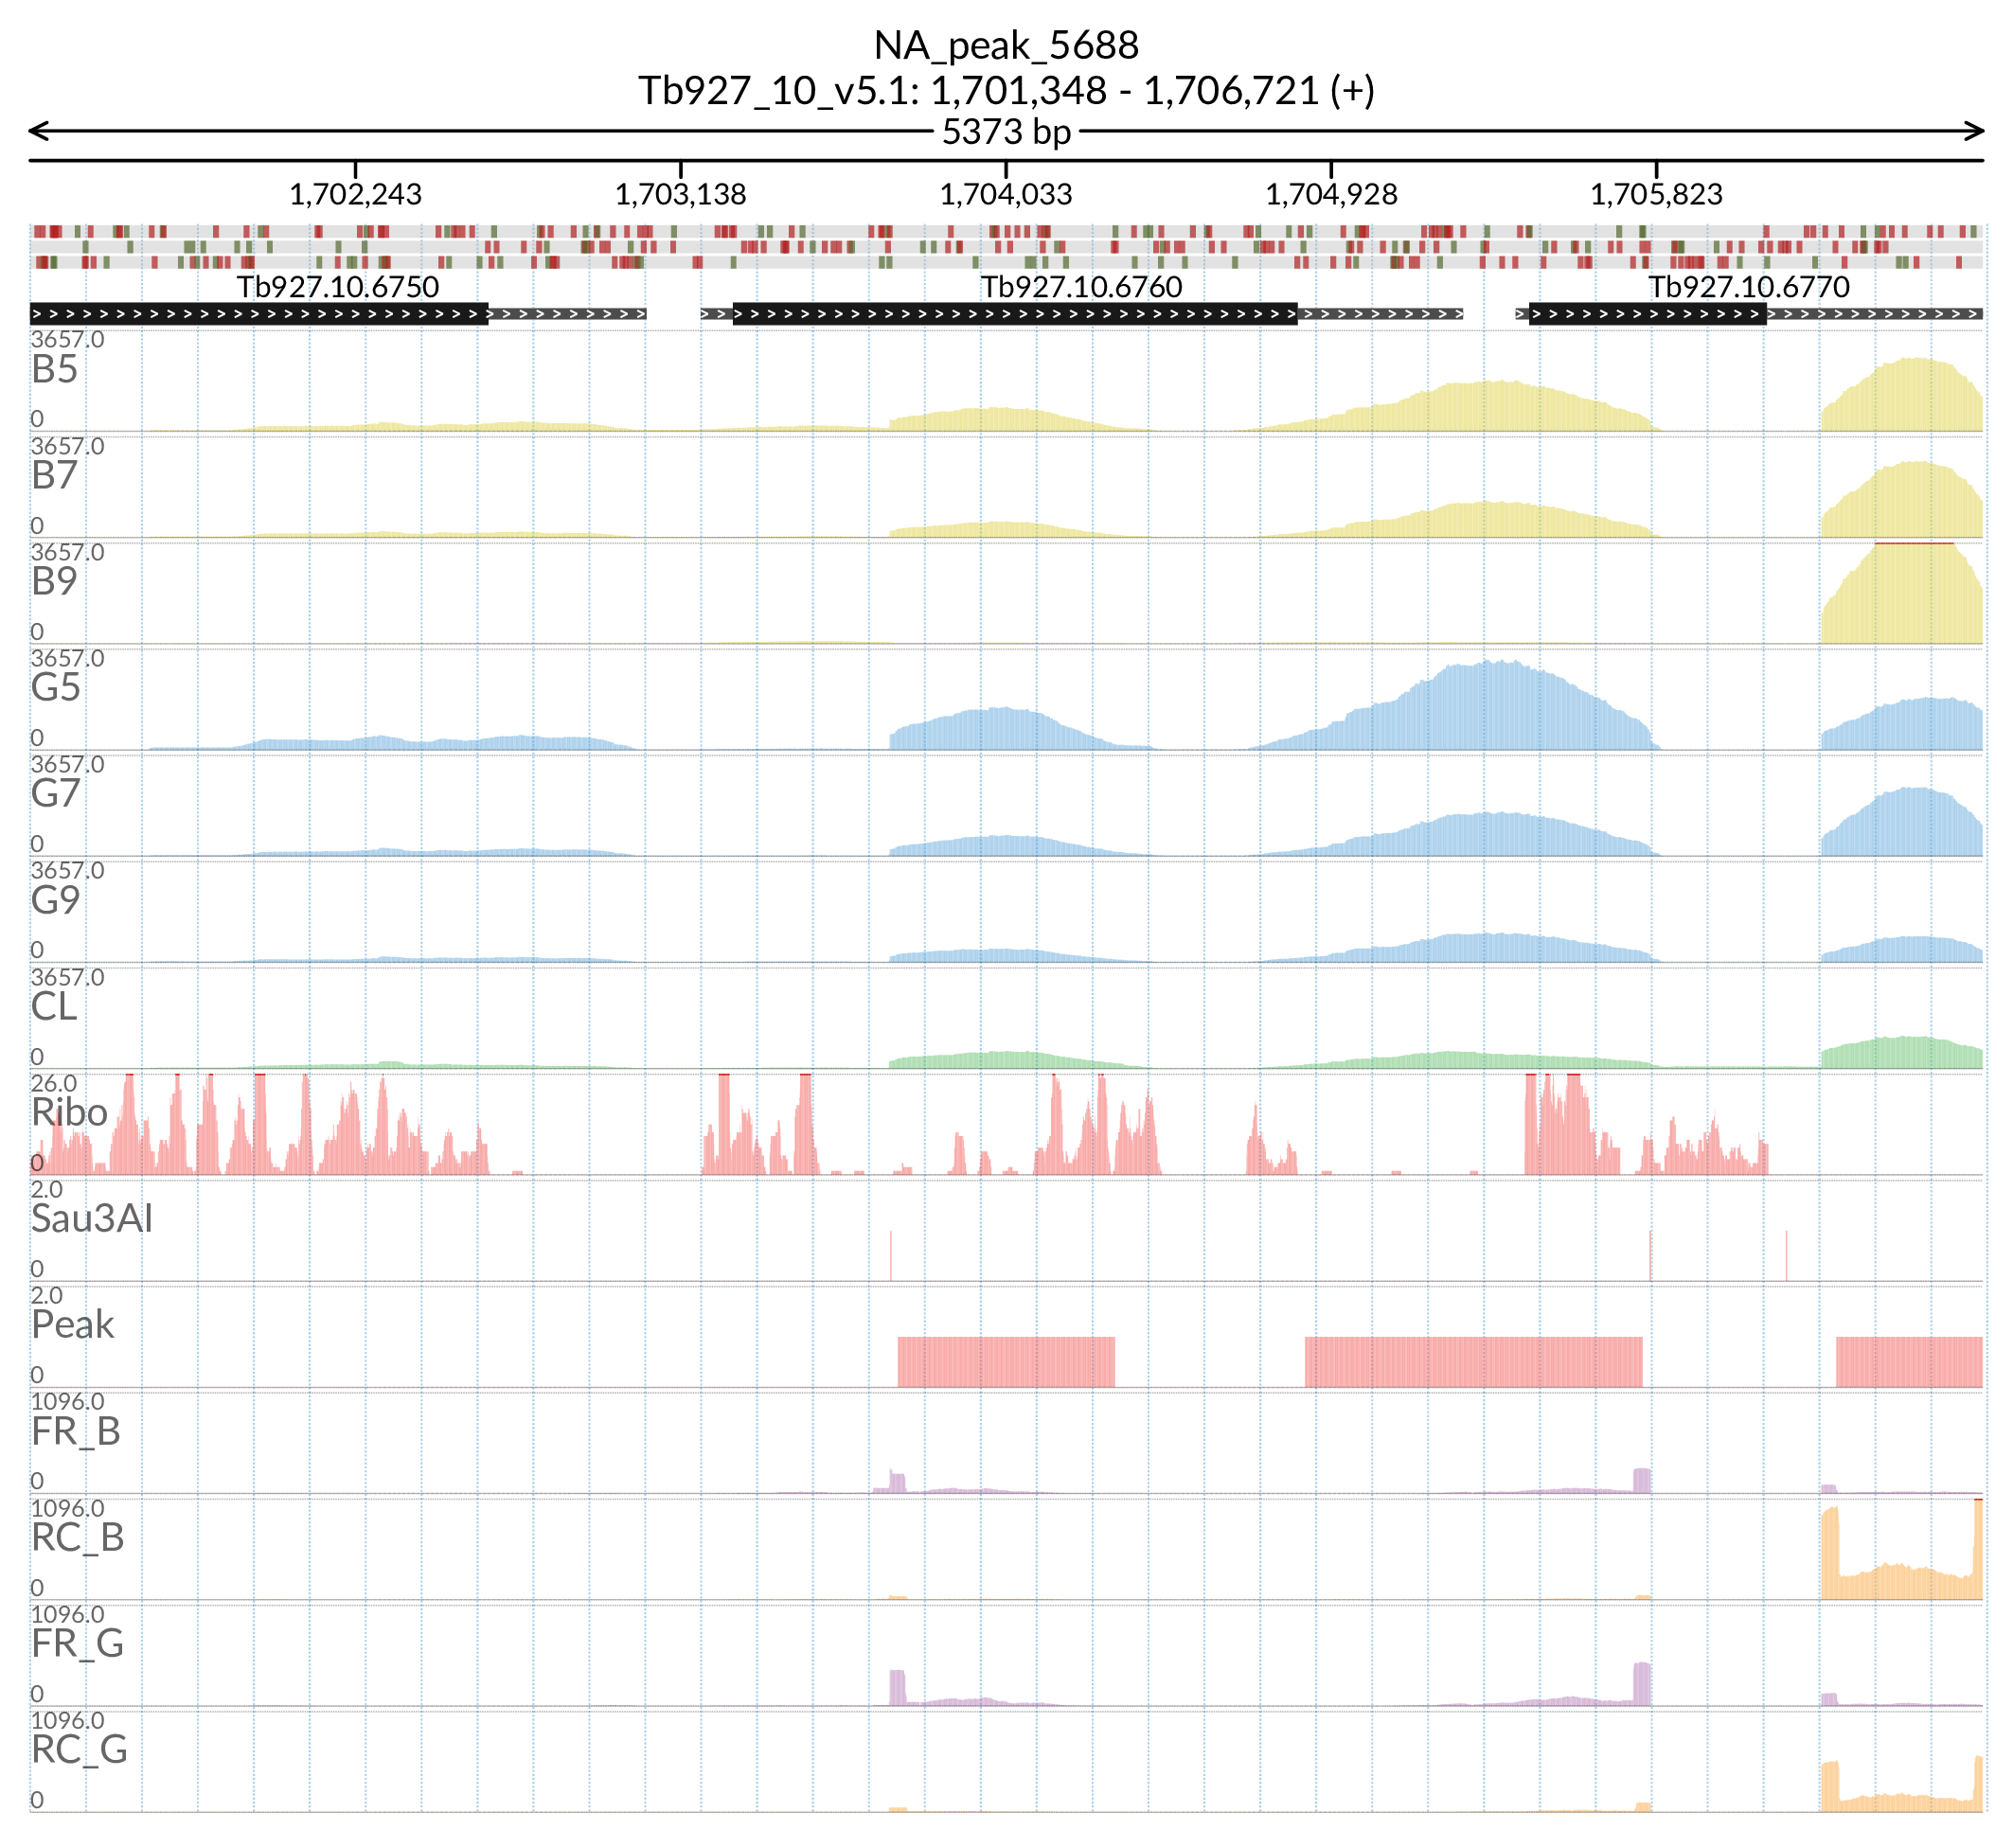 NA_peak_5688
Tb927_10_v5.1: 1,701,348 - 1,706,721 (+)
5373 bp
1,702,243 1,703,138 1,704,033 1,704,928 1,705,823
Tb927.10.6750 Tb927.10.6760 Tb927.10.6770
3657.0
B5
0
3657.0
B7
0
3657.0
B9
0
3657.0
G5
0
3657.0
G7
0
3657.0
G9
0
3657.0
CL
0
26.0
Ribo
0
2.0
Sau3AI
0
2.0
Peak
0
1096.0
FR_B
0
1096.0
RC_B
0
1096.0
FR_G
0
1096.0
RC_G
0